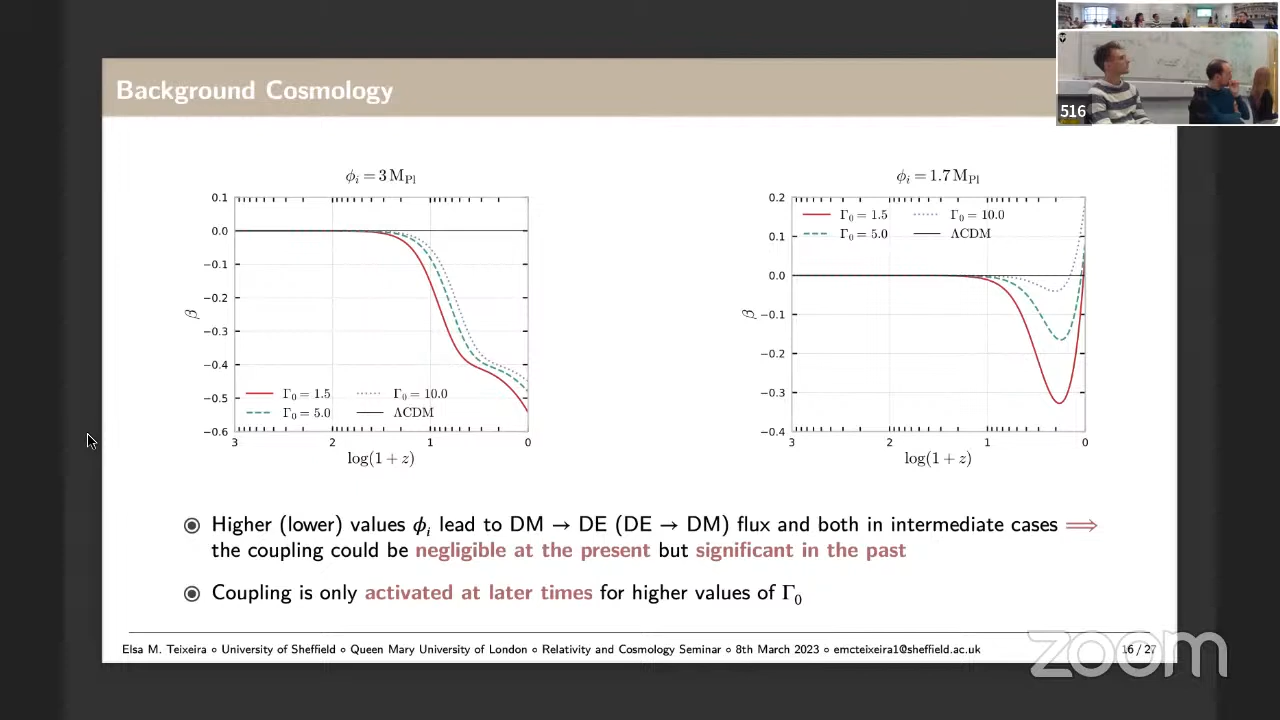 Background Cosmology
516
ϕᵢ = 3 M_Pl
0.1
0.0
−0.1
−0.2
−0.3
−0.4
−0.5
−0.6
β
Γ₀ = 1.5
Γ₀ = 10.0
Γ₀ = 5.0
ΛCDM
3 2 1 0
log(1 + z)
ϕᵢ = 1.7 M_Pl
0.2
0.1
0.0
−0.1
−0.2
−0.3
−0.4
β
Γ₀ = 1.5
Γ₀ = 10.0
Γ₀ = 5.0
ΛCDM
3 2 1 0
log(1 + z)
Higher (lower) values ϕᵢ lead to DM → DE (DE → DM) flux and both in intermediate cases ⟹
the coupling could be negligible at the present but significant in the past
Coupling is only activated at later times for higher values of Γ₀
Elsa M. Teixeira ∘ University of Sheffield ∘ Queen Mary University of London ∘ Relativity and Cosmology Seminar ∘ 8th March 2023 ∘ emcteixeira1@sheffield.ac.uk
16 / 27
zoom